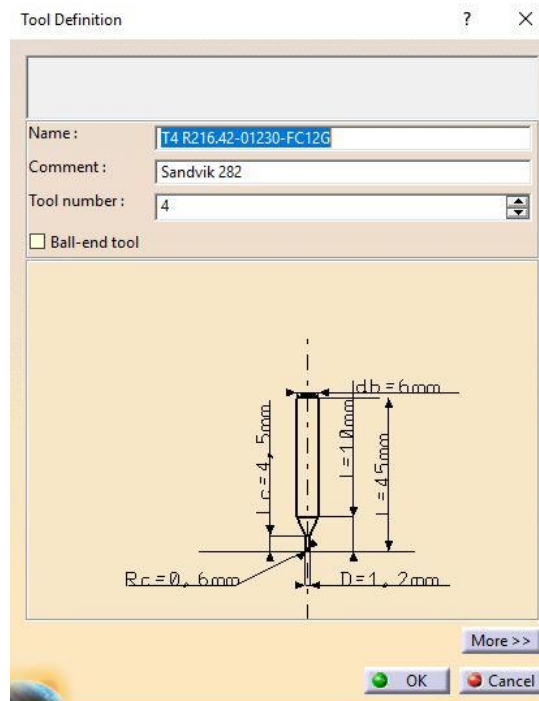 Tool Definition ? ×
Name : T4 R216.42-01230-FC12G
Comment : Sandvik 282
Tool number : 4
Ball-end tool
db=6mm
Lc=4,5mm
l=10mm
L=45mm
Rc=0,6mm
D=1,2mm
More >>
OK Cancel